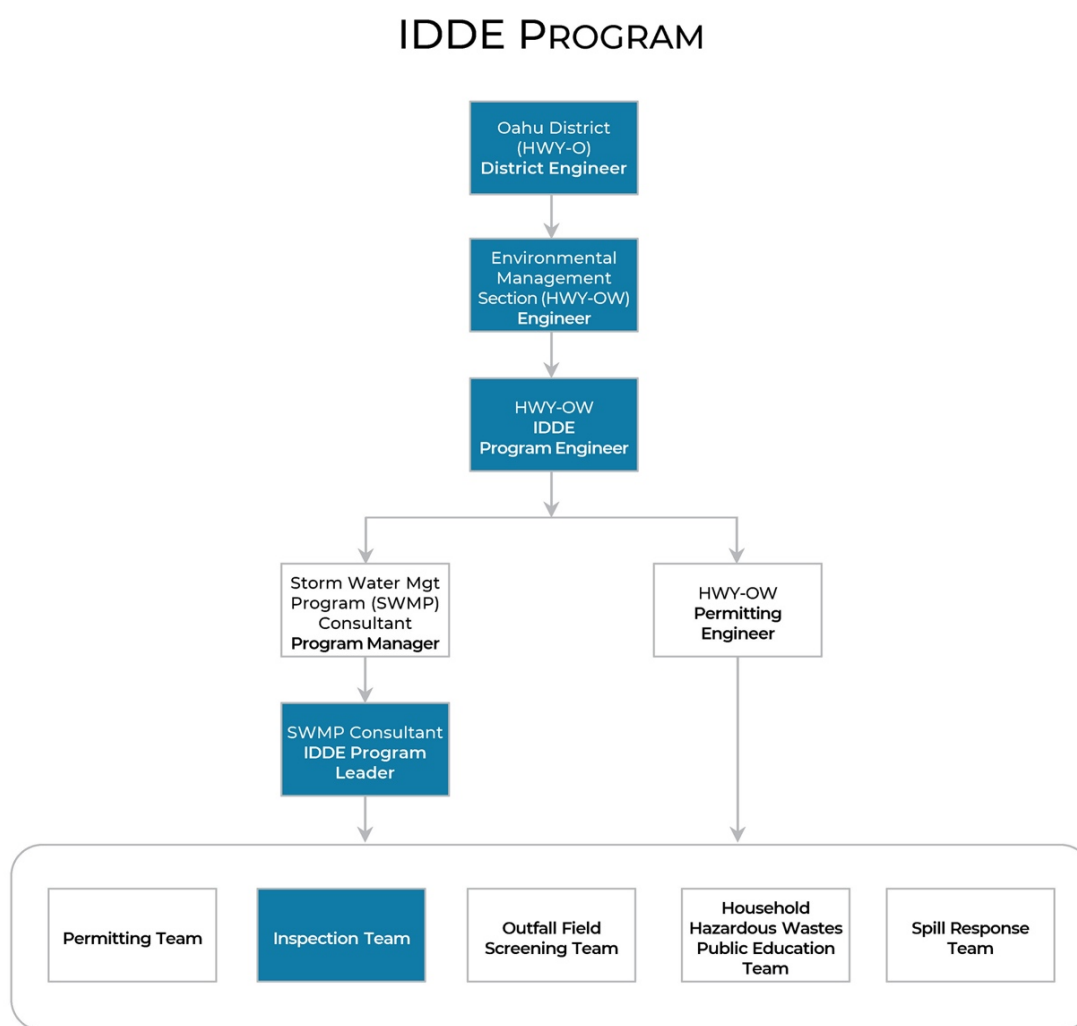 IDDE PROGRAM
Oahu District
(HWY-O)
District Engineer
Environmental
Management
Section (HWY-OW)
Engineer
HWY-OW
IDDE
Program Engineer
Storm Water Mgt
Program (SWMP)
Consultant
Program Manager
HWY-OW
Permitting
Engineer
SWMP Consultant
IDDE Program
Leader
Permitting Team
Inspection Team
Outfall Field
Screening Team
Household
Hazardous Wastes
Public Education
Team
Spill Response
Team